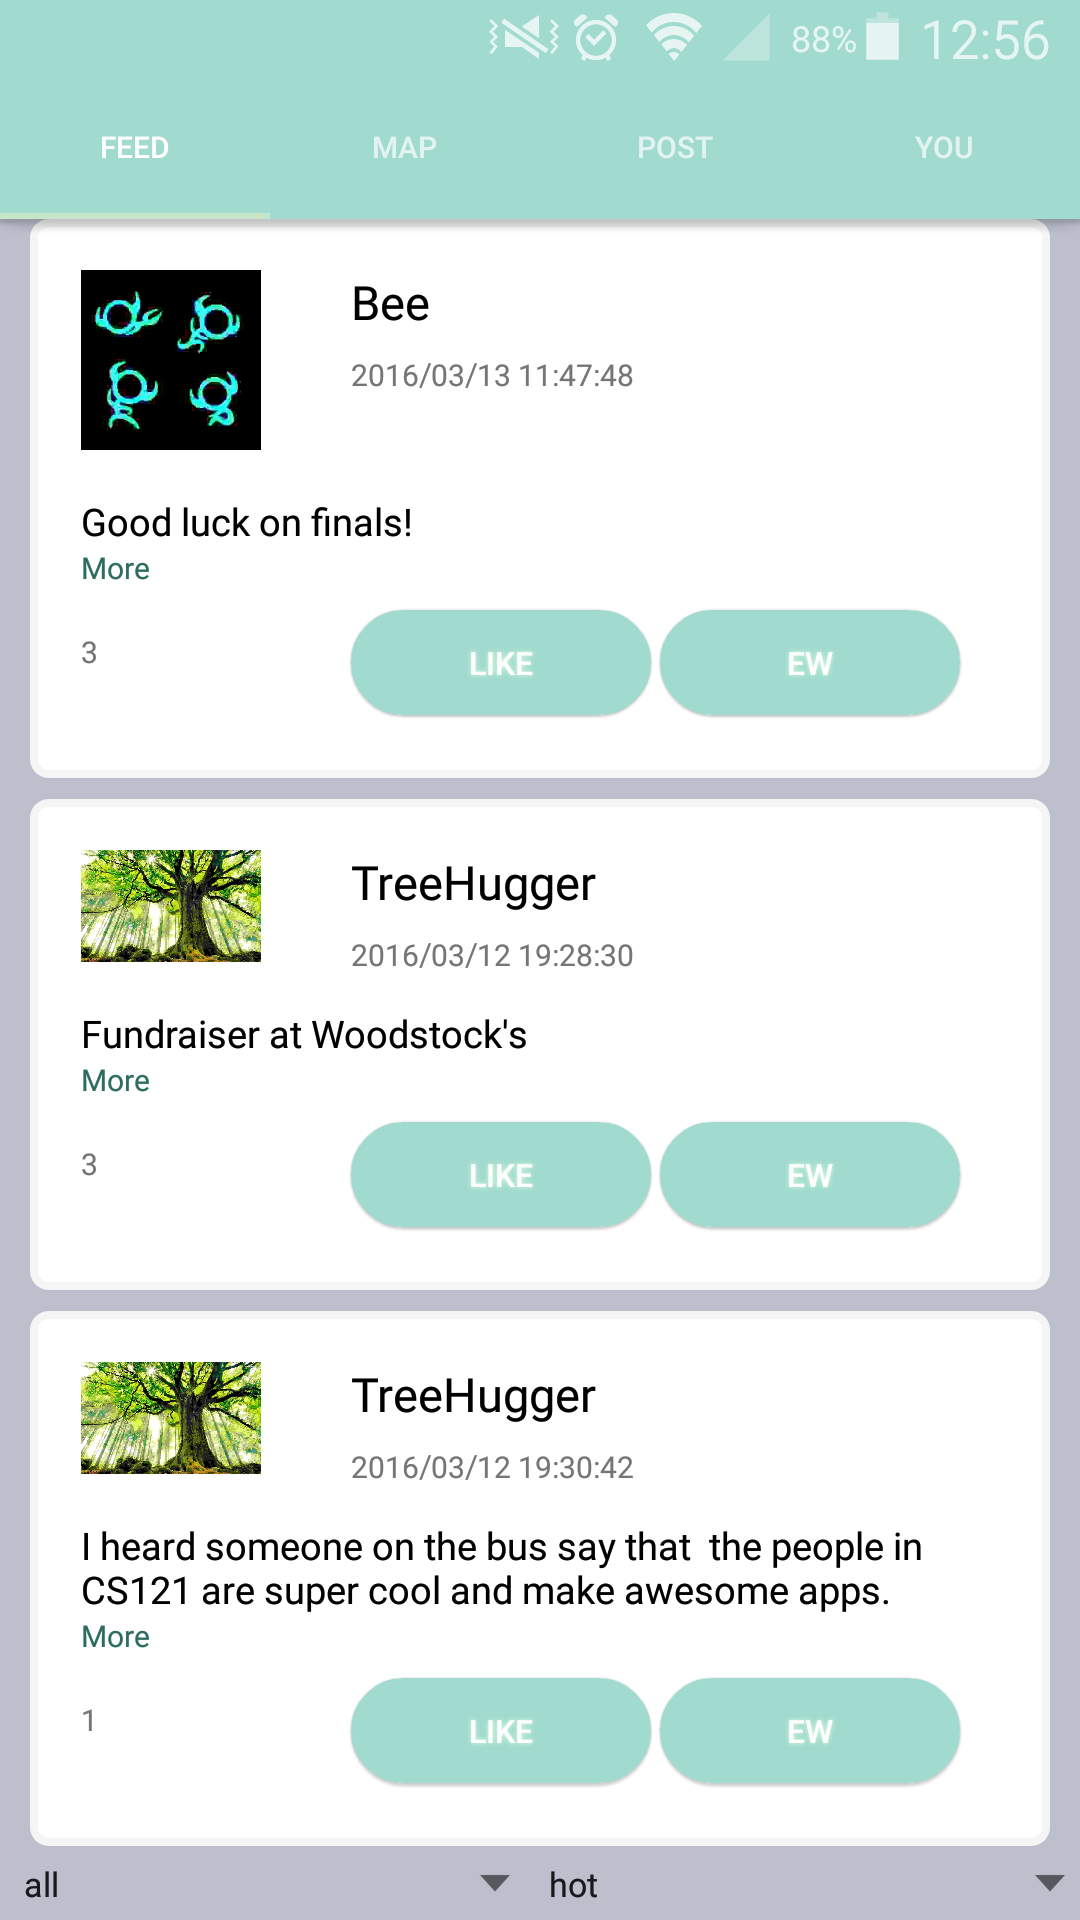 88% 12:56
FEED MAP POST YOU
Bee
2016/03/13 11:47:48
Good luck on finals!
More
3 LIKE EW
TreeHugger
2016/03/12 19:28:30
Fundraiser at Woodstock's
More
3 LIKE EW
TreeHugger
2016/03/12 19:30:42
I heard someone on the bus say that  the people in
CS121 are super cool and make awesome apps.
More
1 LIKE EW
all hot